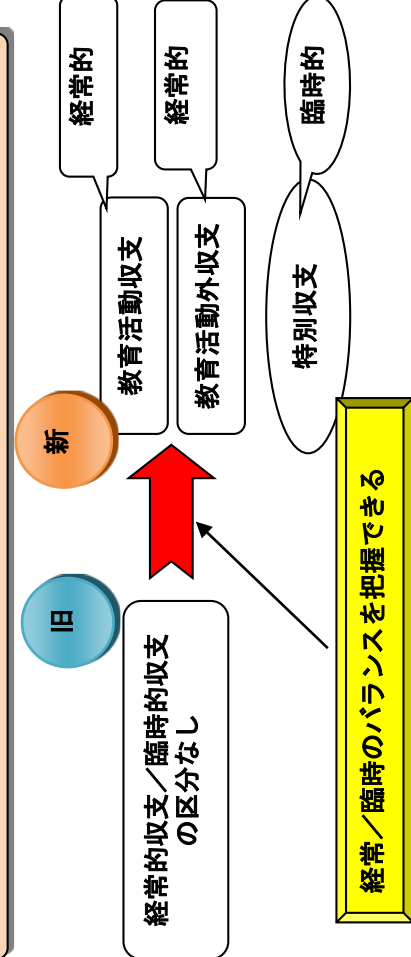 旧
経常的収支／臨時的収支
の区分なし
新
教育活動収支
経常的
教育活動外収支
経常的
特別収支
臨時的
経常／臨時のバランスを把握できる